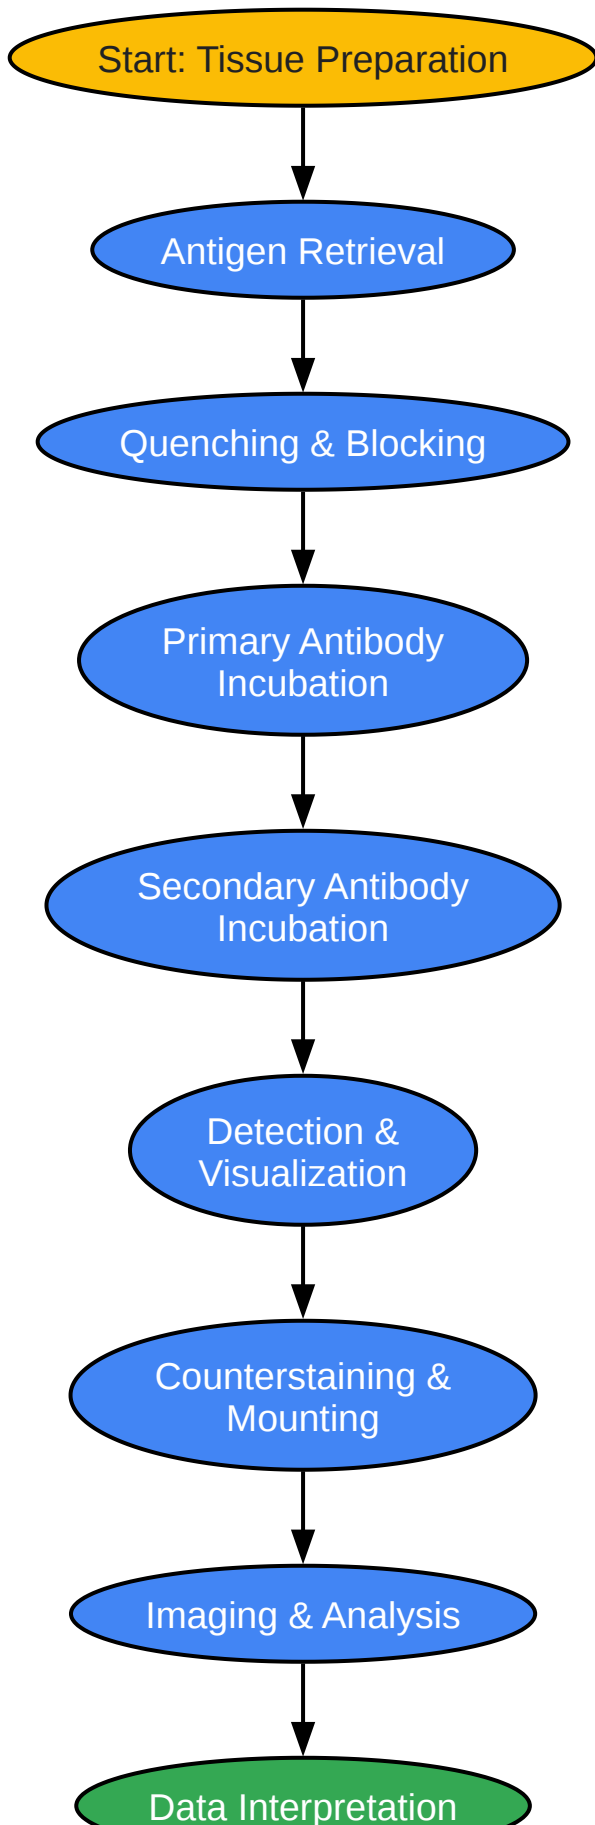 Start: Tissue Preparation
Antigen Retrieval
Quenching & Blocking
Primary Antibody
Incubation
Secondary Antibody
Incubation
Detection &
Visualization
Counterstaining &
Mounting
Imaging & Analysis
Data Interpretation